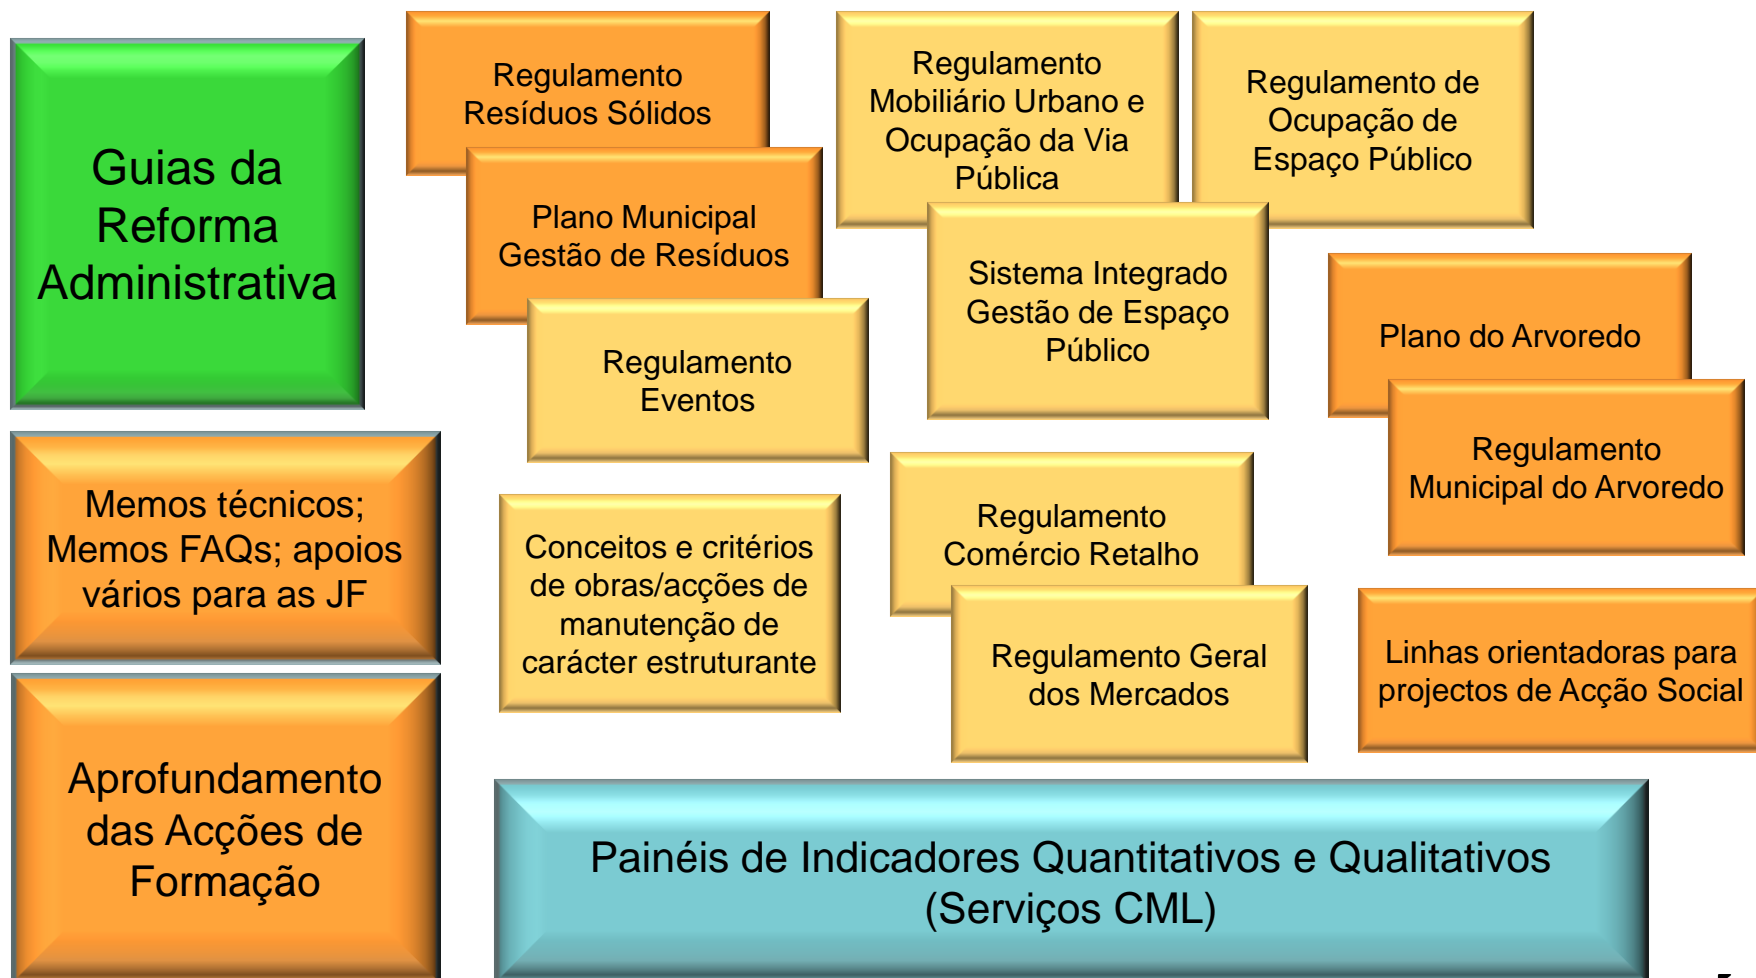 Guias da
Reforma
Administrativa
Memos técnicos;
Memos FAQs; apoios
vários para as JF
Aprofundamento
das Acções de
Formação
Regulamento
Resíduos Sólidos
Plano Municipal
Gestão de Resíduos
Regulamento
Eventos
Conceitos e critérios
de obras/acções de
manutenção de
carácter estruturante
Regulamento
Mobiliário Urbano e
Ocupação da Via
Pública
Regulamento de
Ocupação de
Espaço Público
Sistema Integrado
Gestão de Espaço
Público
Regulamento
Comércio Retalho
Regulamento Geral
dos Mercados
Plano do Arvoredo
Regulamento
Municipal do Arvoredo
Linhas orientadoras para
projectos de Acção Social
Painéis de Indicadores Quantitativos e Qualitativos
(Serviços CML)